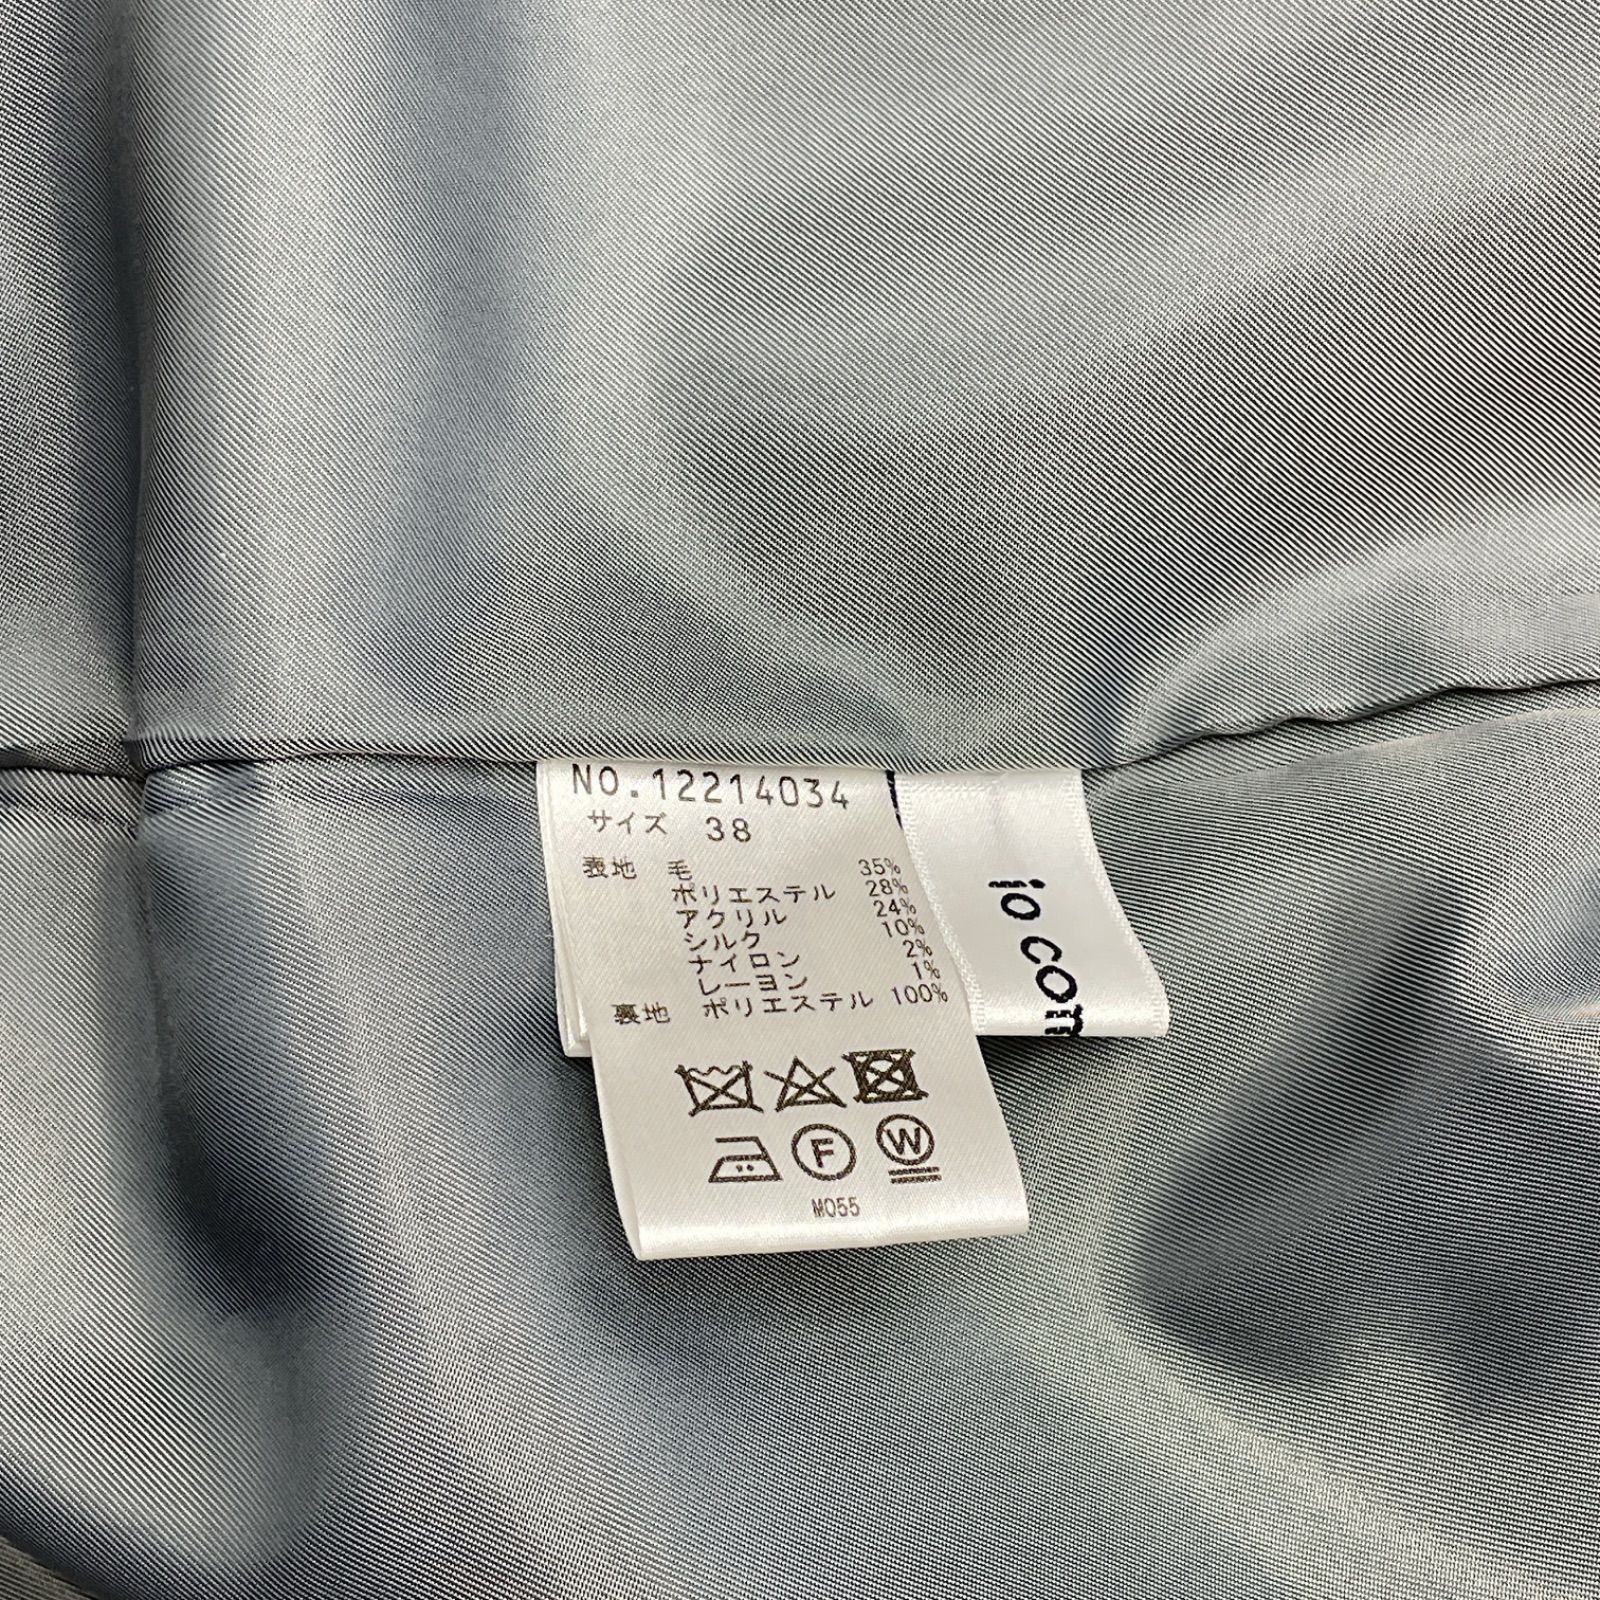 NO.12214034
サイズ 38
表地 毛 35%
ポリエステル 28%
アクリル 24%
シルク 10%
ナイロン 2%
レーヨン 1%
裏地 ポリエステル 100%
F W
M055
io com